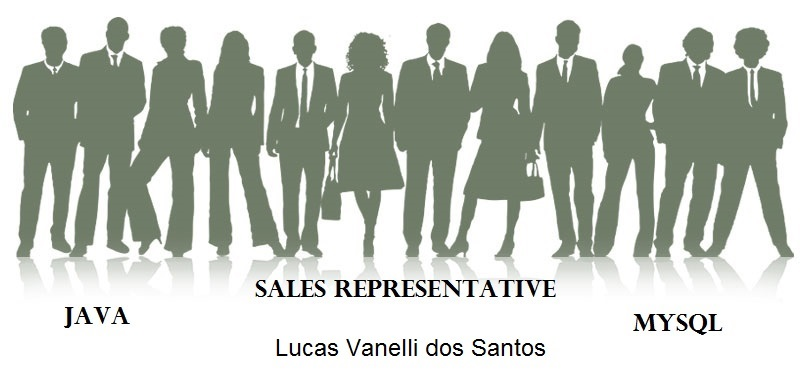 SALES REPRESENTATIVE
JAVA
MYSQL
Lucas Vanelli dos Santos